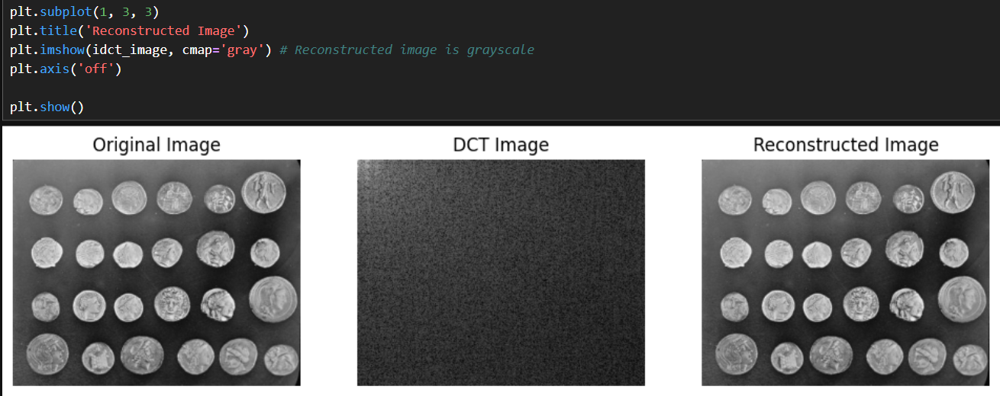 plt.subplot(1, 3, 3)
plt.title('Reconstructed Image')
plt.imshow(idct_image, cmap='gray') # Reconstructed image is grayscale
plt.axis('off')
plt.show()
Original Image
DCT Image
Reconstructed Image